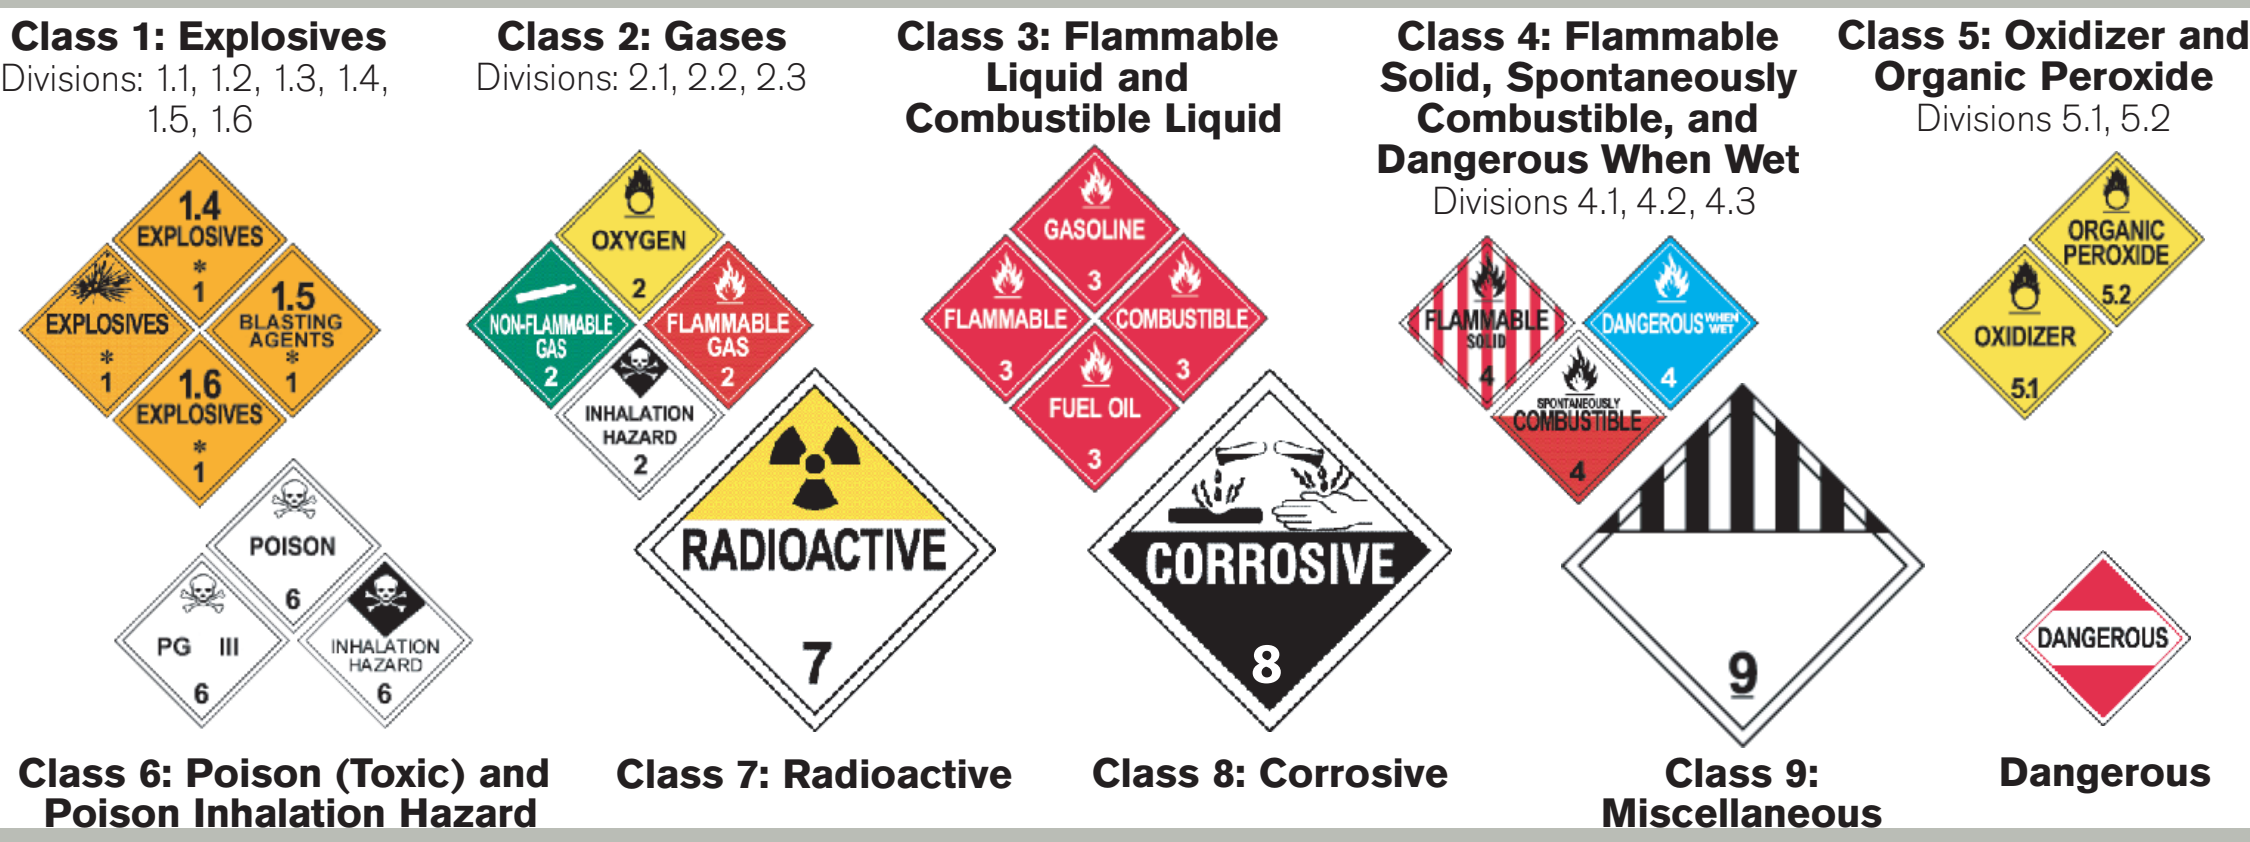 Class 1: Explosives
Divisions: 1.1, 1.2, 1.3, 1.4,
1.5, 1.6
1.4
EXPLOSIVES
*
1
EXPLOSIVES
*
1
1.5
BLASTING
AGENTS
*
1
1.6
EXPLOSIVES
*
1
Class 2: Gases
Divisions: 2.1, 2.2, 2.3
OXYGEN
2
NON-FLAMMABLE
GAS
2
FLAMMABLE
GAS
2
INHALATION
HAZARD
2
Class 3: Flammable
Liquid and
Combustible Liquid
GASOLINE
3
FLAMMABLE
3
COMBUSTIBLE
3
FUEL OIL
3
Class 4: Flammable
Solid, Spontaneously
Combustible, and
Dangerous When Wet
Divisions 4.1, 4.2, 4.3
FLAMMABLE
SOLID
4
DANGEROUS WHEN
WET
4
SPONTANEOUSLY
COMBUSTIBLE
4
Class 5: Oxidizer and
Organic Peroxide
Divisions 5.1, 5.2
ORGANIC
PEROXIDE
5.2
OXIDIZER
5.1
POISON
6
PG III
6
INHALATION
HAZARD
6
Class 6: Poison (Toxic) and
Poison Inhalation Hazard
RADIOACTIVE
7
Class 7: Radioactive
CORROSIVE
8
Class 8: Corrosive
9
Class 9:
Miscellaneous
DANGEROUS
Dangerous